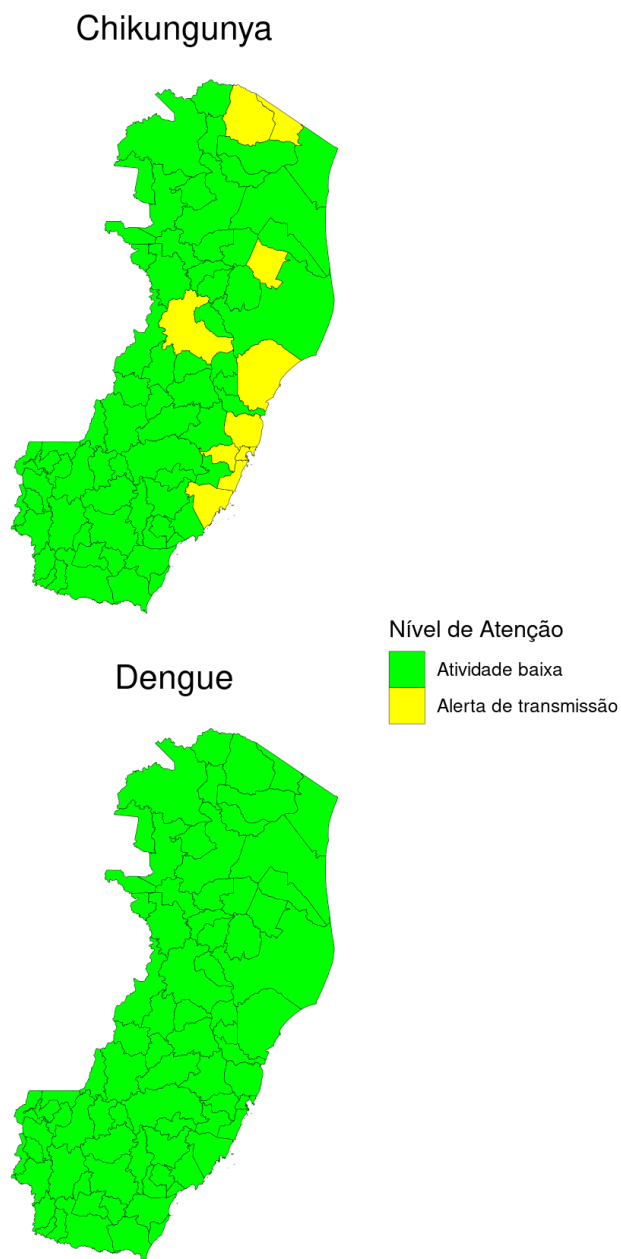 Chikungunya
Nível de Atenção
Atividade baixa
Alerta de transmissão
Dengue